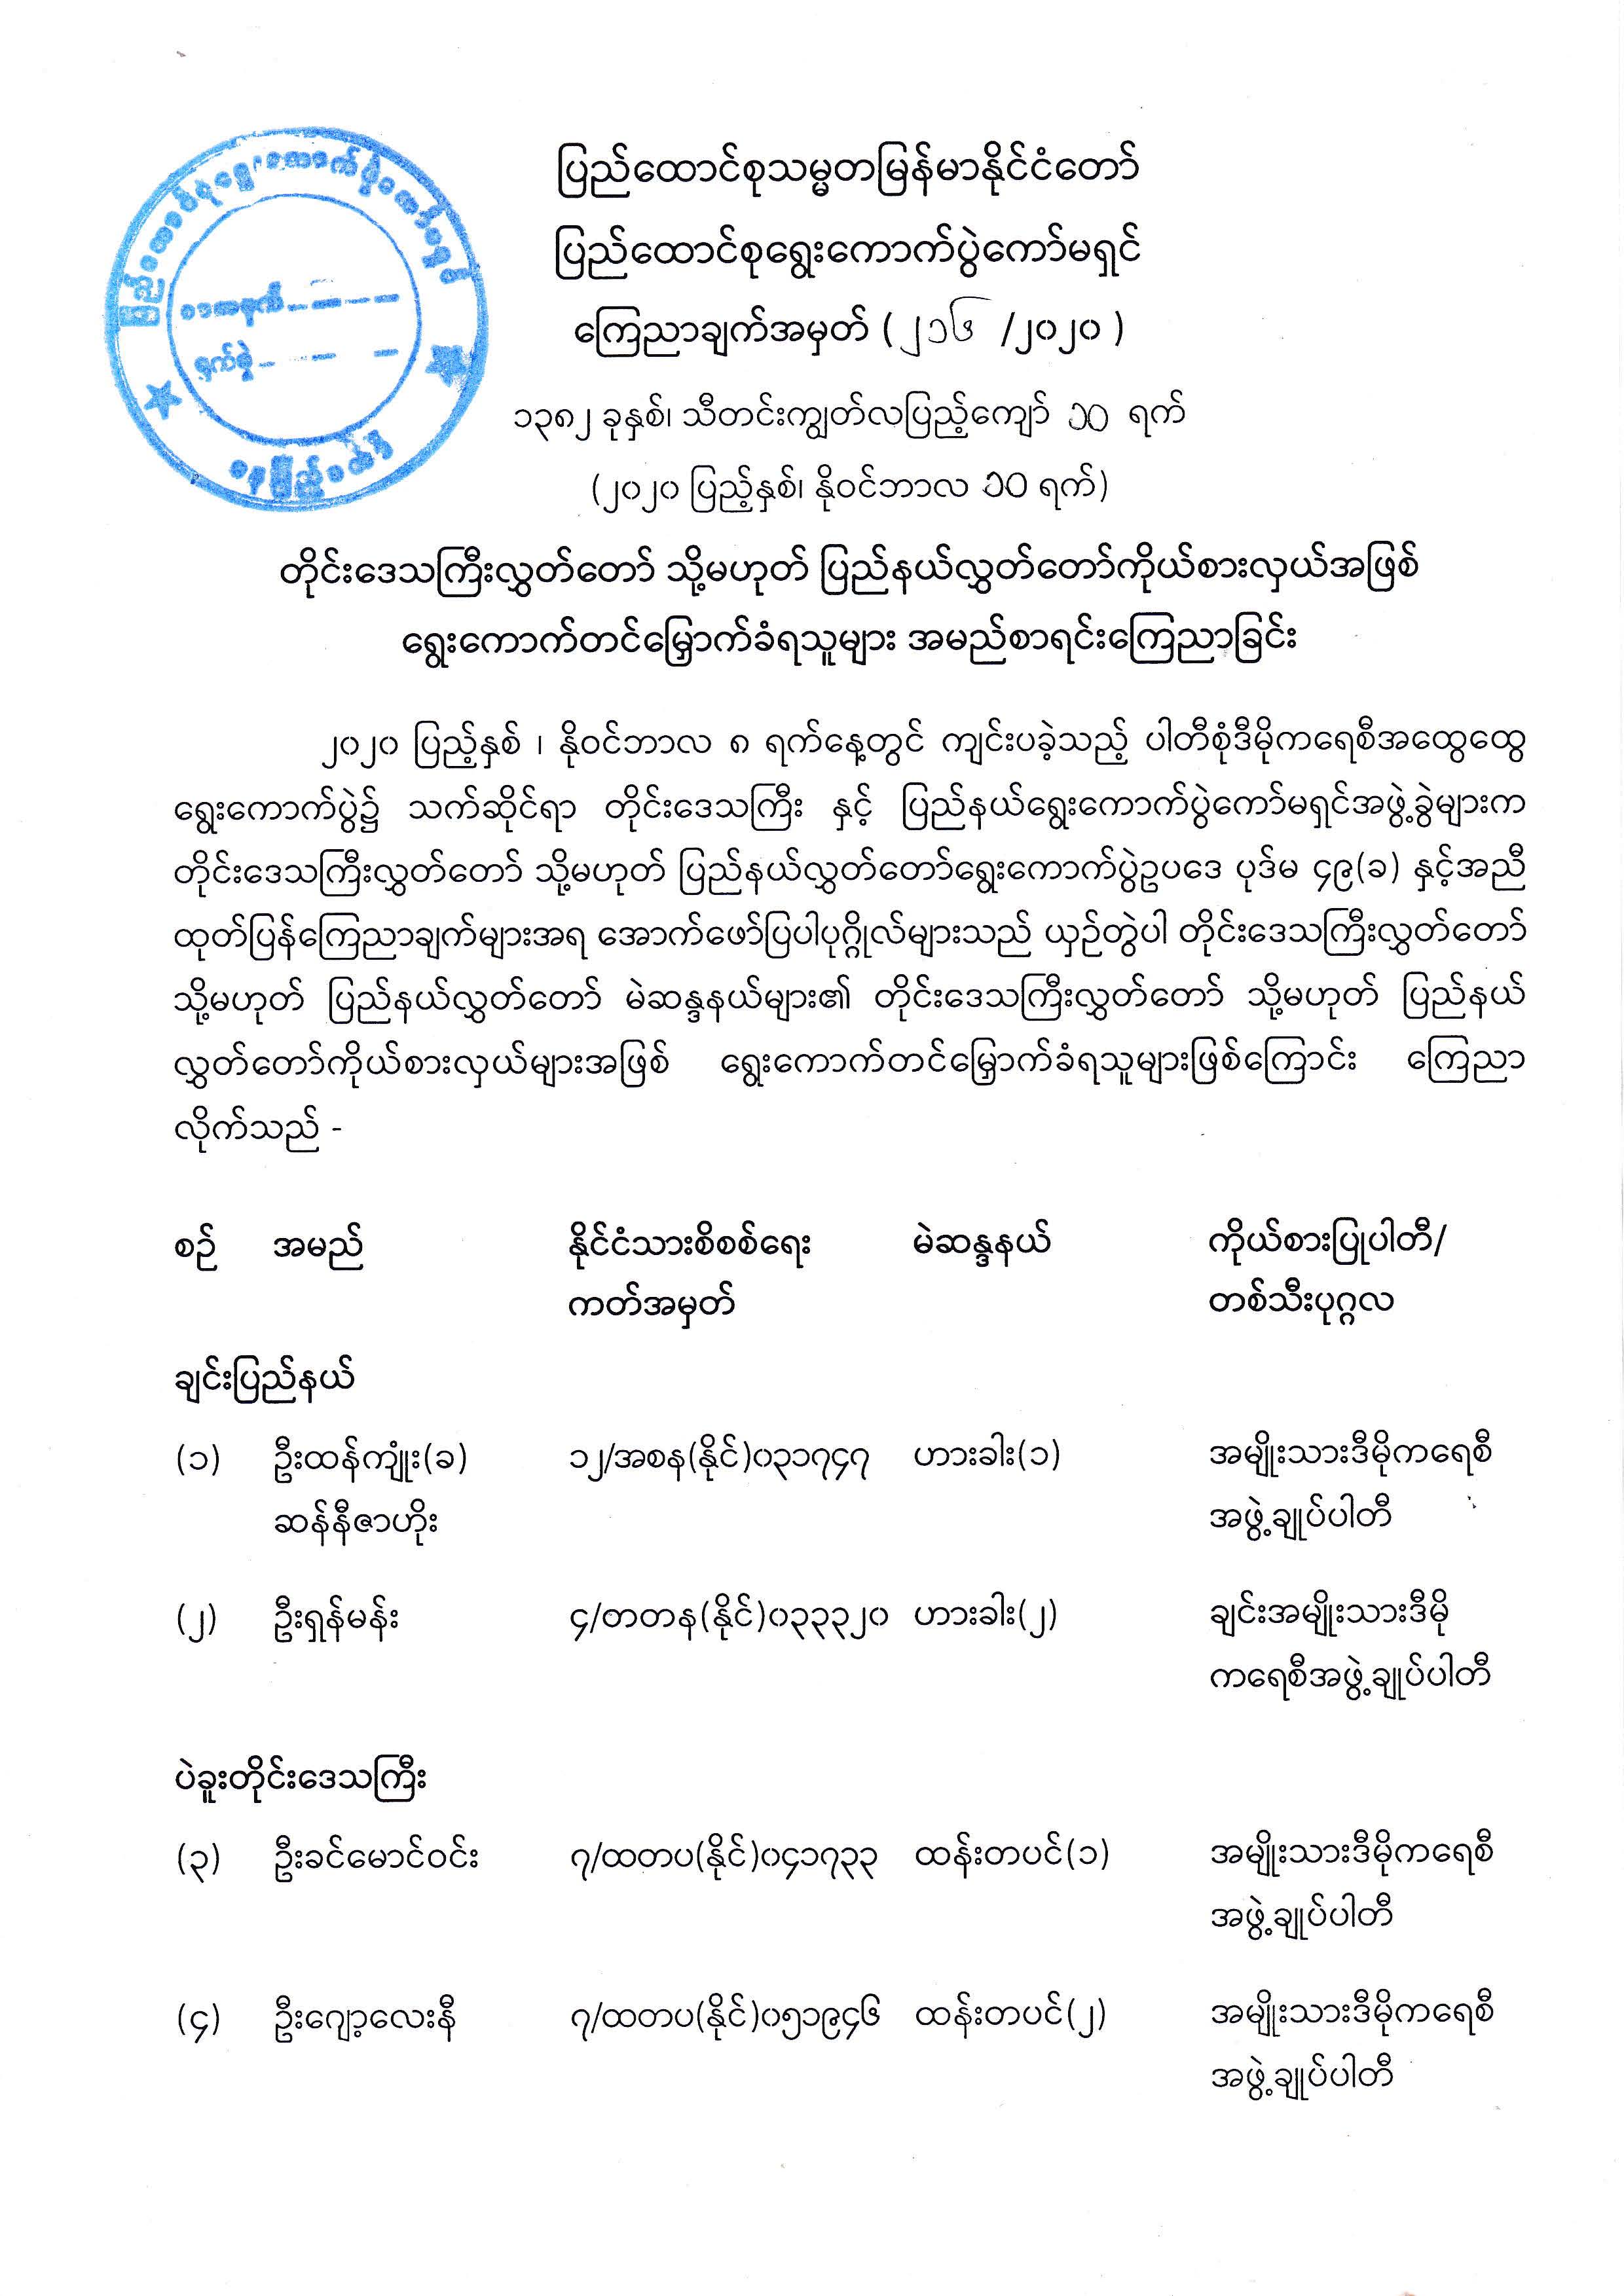 ပြည်ထောင်စုသမ္မတမြန်မာနိုင်ငံတော်
ပြည်ထောင်စုရွေးကောက်ပွဲကော်မရှင်
ကြေညာချက်အမှတ် ( ၂၁၆ /၂၀၂၀ )
၁၃၈၂ ခုနှစ်၊ သီတင်းကျွတ်လပြည့်ကျော် ၁၀ ရက်
(၂၀၂၀ ပြည့်နှစ်၊ နိုဝင်ဘာလ ၁၀ ရက်)
တိုင်းဒေသကြီးလွှတ်တော် သို့မဟုတ် ပြည်နယ်လွှတ်တော်ကိုယ်စားလှယ်အဖြစ်
ရွေးကောက်တင်မြှောက်ခံရသူများ အမည်စာရင်းကြေညာခြင်း
၂၀၂၀ ပြည့်နှစ် ၊ နိုဝင်ဘာလ ၈ ရက်နေ့တွင် ကျင်းပခဲ့သည့် ပါတီစုံဒီမိုကရေစီအထွေထွေ
ရွေးကောက်ပွဲ၌ သက်ဆိုင်ရာ တိုင်းဒေသကြီး နှင့် ပြည်နယ်ရွေးကောက်ပွဲကော်မရှင်အဖွဲ့ခွဲများက
တိုင်းဒေသကြီးလွှတ်တော် သို့မဟုတ် ပြည်နယ်လွှတ်တော်ရွေးကောက်ပွဲဥပဒေ ပုဒ်မ ၄၉(ခ) နှင့်အညီ
ထုတ်ပြန်ကြေညာချက်များအရ အောက်ဖော်ပြပါပုဂ္ဂိုလ်များသည် ယှဉ်တွဲပါ တိုင်းဒေသကြီးလွှတ်တော်
သို့မဟုတ် ပြည်နယ်လွှတ်တော် မဲဆန္ဒနယ်များ၏ တိုင်းဒေသကြီးလွှတ်တော် သို့မဟုတ် ပြည်နယ်
လွှတ်တော်ကိုယ်စားလှယ်များအဖြစ် ရွေးကောက်တင်မြှောက်ခံရသူများဖြစ်ကြောင်း ကြေညာ
လိုက်သည် -
စဉ် အမည် နိုင်ငံသားစိစစ်ရေး မဲဆန္ဒနယ် ကိုယ်စားပြုပါတီ/
ကတ်အမှတ် တစ်သီးပုဂ္ဂလ
ချင်းပြည်နယ်
(၁) ဦးထန်ကျုံး(ခ) ၁၂/အစန(နိုင်)၀၃၁၇၄၇ ဟားခါး(၁) အမျိုးသားဒီမိုကရေစီ
ဆန်နီဇာဟိုး အဖွဲ့ချုပ်ပါတီ
(၂) ဦးရှန်မန်း ၄/တတန(နိုင်)၀၃၃၃၂၀ ဟားခါး(၂) ချင်းအမျိုးသားဒီမို
ကရေစီအဖွဲ့ချုပ်ပါတီ
ပဲခူးတိုင်းဒေသကြီး
(၃) ဦးခင်မောင်ဝင်း ၇/ထတပ(နိုင်)၀၄၁၇၃၃ ထန်းတပင်(၁) အမျိုးသားဒီမိုကရေစီ
အဖွဲ့ချုပ်ပါတီ
(၄) ဦးဂျော့လေးနီ ၇/ထတပ(နိုင်)၀၅၁၉၄၆ ထန်းတပင်(၂) အမျိုးသားဒီမိုကရေစီ
အဖွဲ့ချုပ်ပါတီ